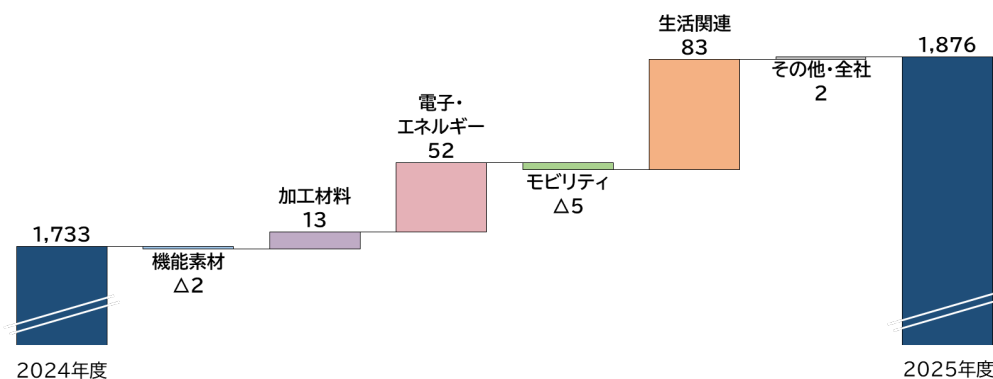 生活関連
83
1,876
その他・全社
2
電子・
エネルギー
52
モビリティ
△5
加工材料
13
1,733
機能素材
△2
2024年度
2025年度